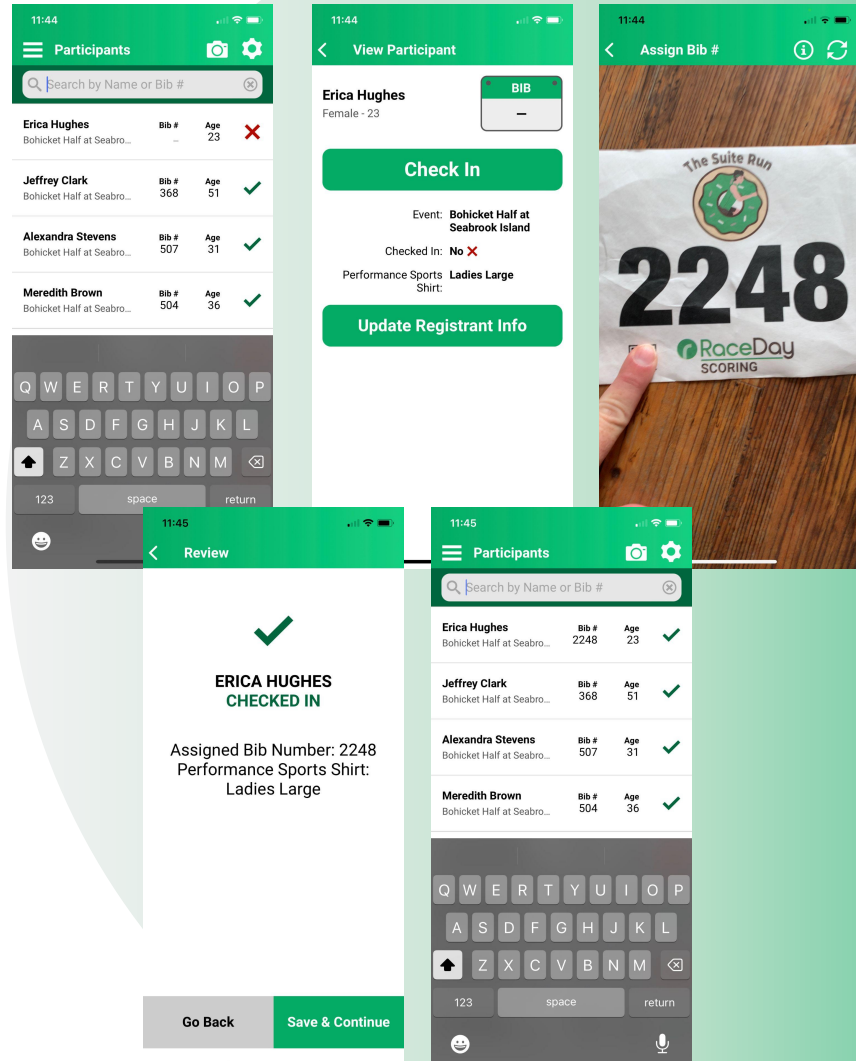 11:44
Participants
Search by Name or Bib #
Erica Hughes Bib # Age
Bohicket Half at Seabro... – 23
Jeffrey Clark Bib # Age
Bohicket Half at Seabro... 368 51
Alexandra Stevens Bib # Age
Bohicket Half at Seabro... 507 31
Meredith Brown Bib # Age
Bohicket Half at Seabro... 504 36
Q W E R T Y U I O P
A S D F G H J K L
Z X C V B N M
123 space return
11:44
View Participant
Erica Hughes
Female - 23
BIB
–
Check In
Event: Bohicket Half at
Seabrook Island
Checked In: No
Performance Sports Ladies Large
Shirt:
Update Registrant Info
11:44
Assign Bib #
The Suite Run
2248
RaceDay
SCORING
11:45
Review
ERICA HUGHES
CHECKED IN
Assigned Bib Number: 2248
Performance Sports Shirt:
Ladies Large
Go Back Save & Continue
11:45
Participants
Search by Name or Bib #
Erica Hughes Bib # Age
Bohicket Half at Seabro... 2248 23
Jeffrey Clark Bib # Age
Bohicket Half at Seabro... 368 51
Alexandra Stevens Bib # Age
Bohicket Half at Seabro... 507 31
Meredith Brown Bib # Age
Bohicket Half at Seabro... 504 36
Q W E R T Y U I O P
A S D F G H J K L
Z X C V B N M
123 space return